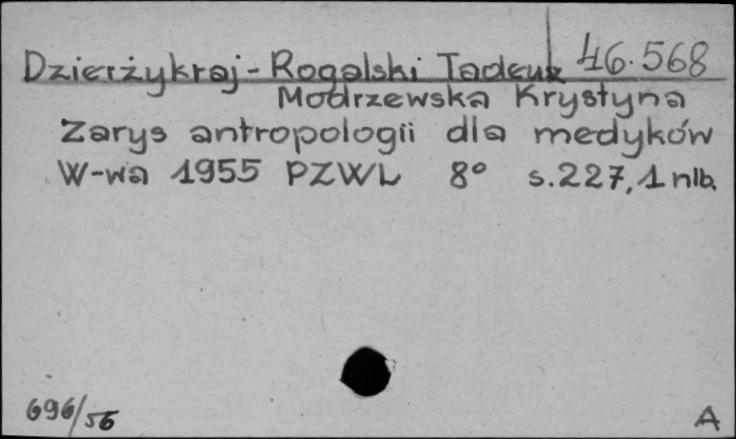 Dzierżykraj-Rogalski Tadeusz 46.568
Modrzewska Krystyna
Zarys antropologii dla medyków
W-wa 1955 PZWL 8° s.227,1 nlb.
696/56
A